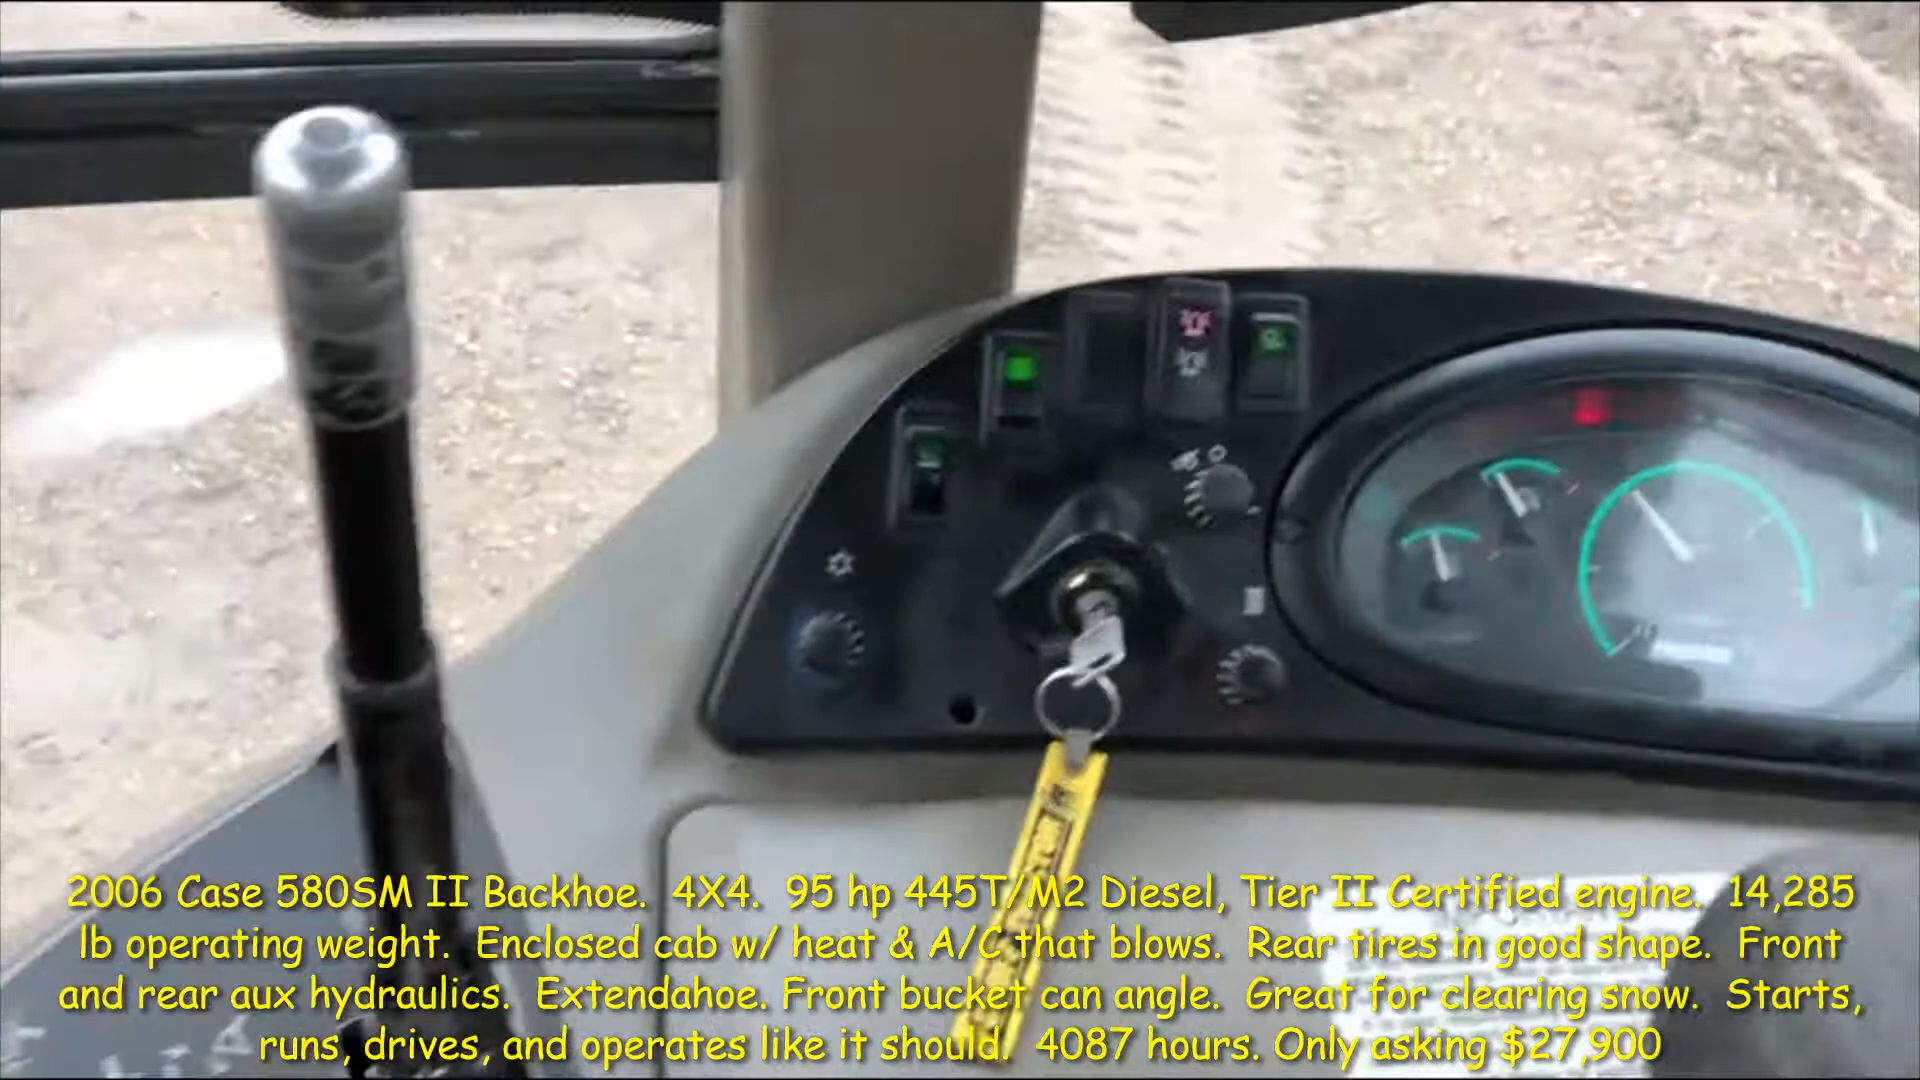 2006 Case 580SM II Backhoe.  4X4.  95 hp 445T/M2 Diesel, Tier II Certified engine.  14,285
lb operating weight.  Enclosed cab w/ heat & A/C that blows.  Rear tires in good shape.  Front
and rear aux hydraulics.  Extendahoe. Front bucket can angle.  Great for clearing snow.  Starts,
runs, drives, and operates like it should.  4087 hours. Only asking $27,900